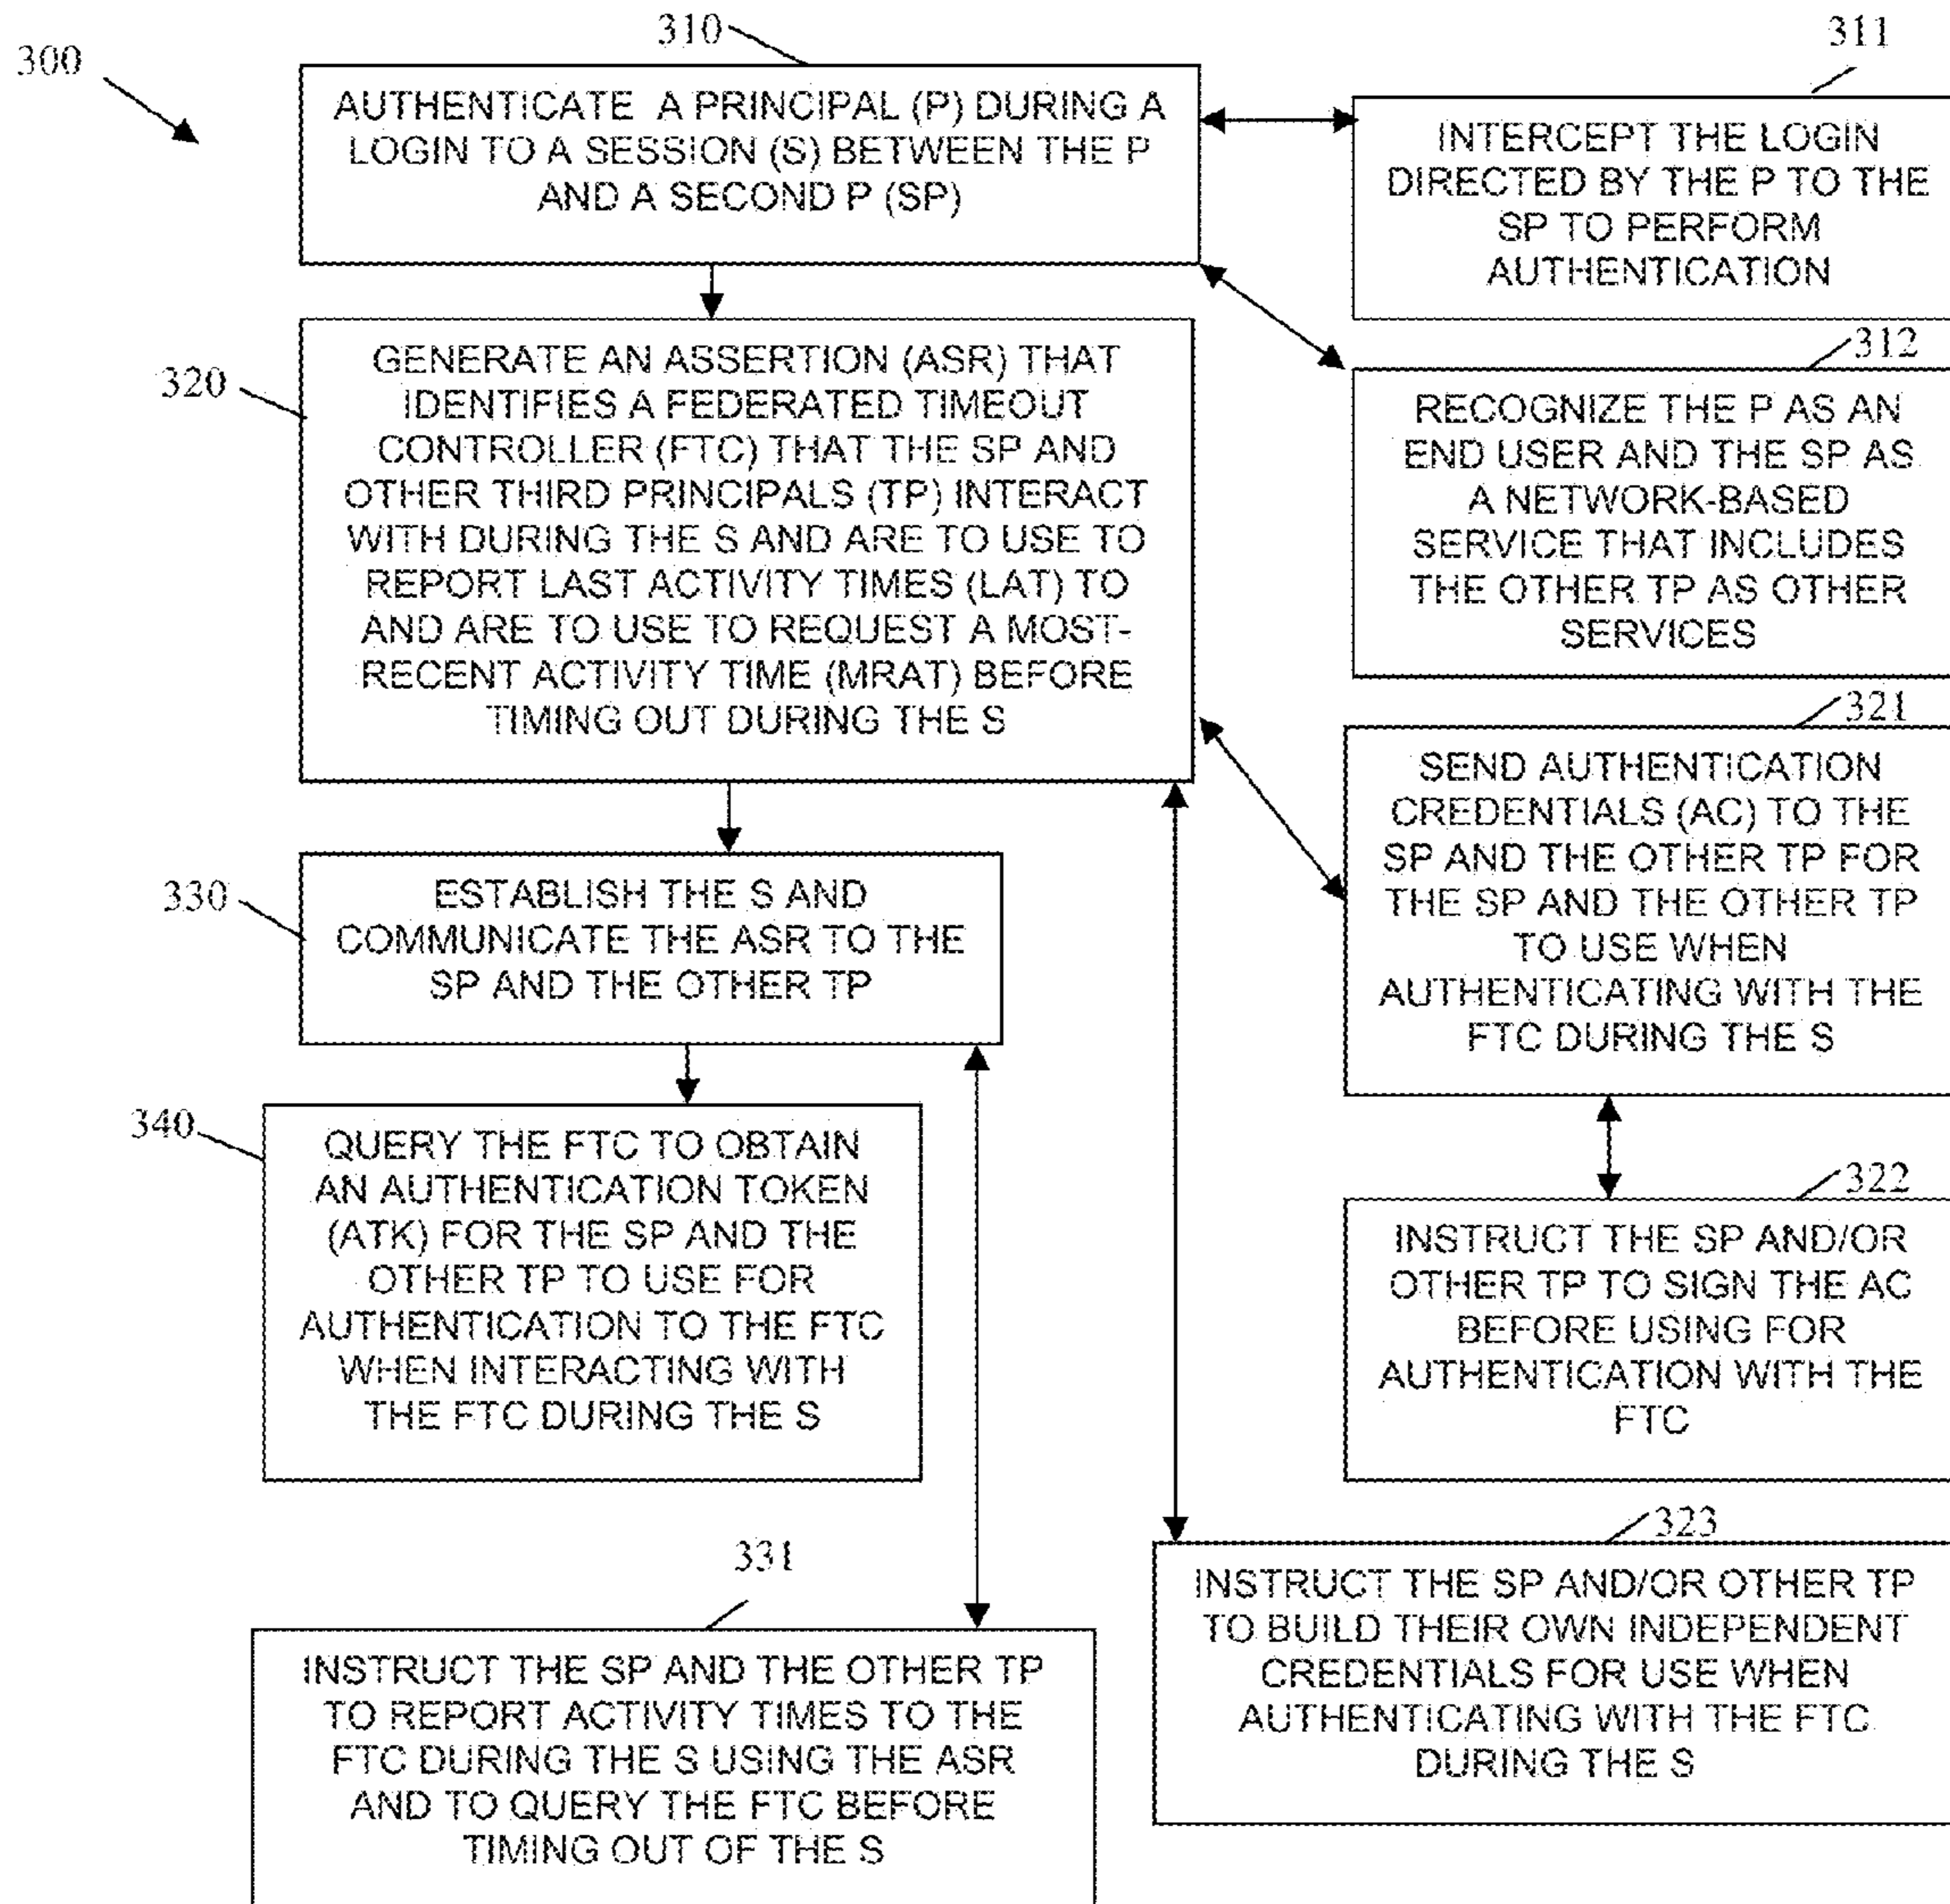 300
310
AUTHENTICATE A PRINCIPAL (P) DURING A
LOGIN TO A SESSION (S) BETWEEN THE P
AND A SECOND P (SP)
311
INTERCEPT THE LOGIN
DIRECTED BY THE P TO THE
SP TO PERFORM
AUTHENTICATION
312
RECOGNIZE THE P AS AN
END USER AND THE SP AS
A NETWORK-BASED
SERVICE THAT INCLUDES
THE OTHER TP AS OTHER
SERVICES
320
GENERATE AN ASSERTION (ASR) THAT
IDENTIFIES A FEDERATED TIMEOUT
CONTROLLER (FTC) THAT THE SP AND
OTHER THIRD PRINCIPALS (TP) INTERACT
WITH DURING THE S AND ARE TO USE TO
REPORT LAST ACTIVITY TIMES (LAT) TO
AND ARE TO USE TO REQUEST A MOST-
RECENT ACTIVITY TIME (MRAT) BEFORE
TIMING OUT DURING THE S
321
SEND AUTHENTICATION
CREDENTIALS (AC) TO THE
SP AND THE OTHER TP FOR
THE SP AND THE OTHER TP
TO USE WHEN
AUTHENTICATING WITH THE
FTC DURING THE S
330
ESTABLISH THE S AND
COMMUNICATE THE ASR TO THE
SP AND THE OTHER TP
340
QUERY THE FTC TO OBTAIN
AN AUTHENTICATION TOKEN
(ATK) FOR THE SP AND THE
OTHER TP TO USE FOR
AUTHENTICATION TO THE FTC
WHEN INTERACTING WITH
THE FTC DURING THE S
322
INSTRUCT THE SP AND/OR
OTHER TP TO SIGN THE AC
BEFORE USING FOR
AUTHENTICATION WITH THE
FTC
323
INSTRUCT THE SP AND/OR OTHER TP
TO BUILD THEIR OWN INDEPENDENT
CREDENTIALS FOR USE WHEN
AUTHENTICATING WITH THE FTC
DURING THE S
331
INSTRUCT THE SP AND THE OTHER TP
TO REPORT ACTIVITY TIMES TO THE
FTC DURING THE S USING THE ASR
AND TO QUERY THE FTC BEFORE
TIMING OUT OF THE S